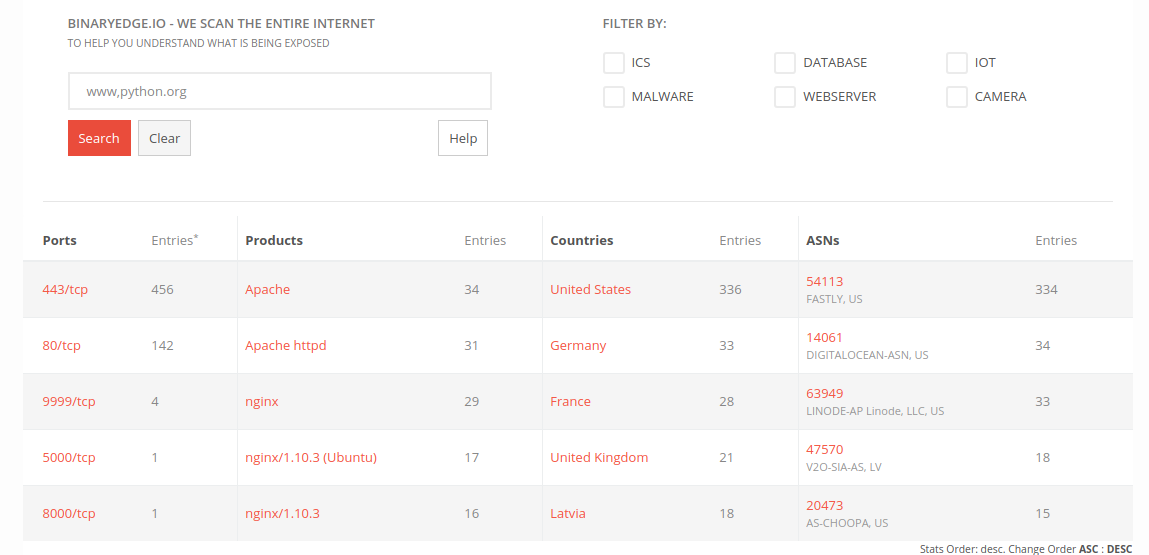 BINARYEDGE.IO - WE SCAN THE ENTIRE INTERNET
TO HELP YOU UNDERSTAND WHAT IS BEING EXPOSED
www,python.org
Search Clear Help
FILTER BY:
ICS DATABASE IOT
MALWARE WEBSERVER CAMERA
Ports Entries* Products Entries Countries Entries ASNs Entries
443/tcp 456 Apache 34 United States 336 54113 334
FASTLY, US
80/tcp 142 Apache httpd 31 Germany 33 14061 34
DIGITALOCEAN-ASN, US
9999/tcp 4 nginx 29 France 28 63949 33
LINODE-AP Linode, LLC, US
5000/tcp 1 nginx/1.10.3 (Ubuntu) 17 United Kingdom 21 47570 18
V2O-SIA-AS, LV
8000/tcp 1 nginx/1.10.3 16 Latvia 18 20473 15
AS-CHOOPA, US
Stats Order: desc. Change Order ASC : DESC